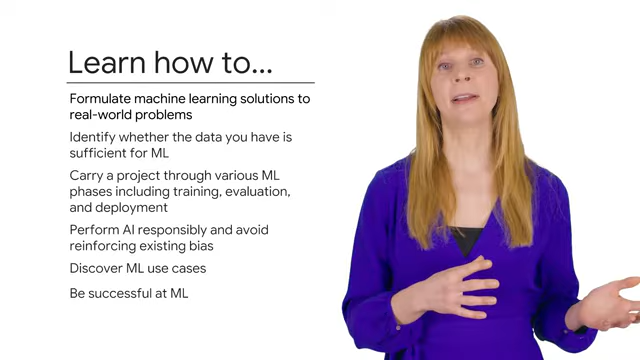 Learn how to...
Formulate machine learning solutions to
real-world problems
Identify whether the data you have is
sufficient for ML
Carry a project through various ML
phases including training, evaluation,
and deployment
Perform AI responsibly and avoid
reinforcing existing bias
Discover ML use cases
Be successful at ML